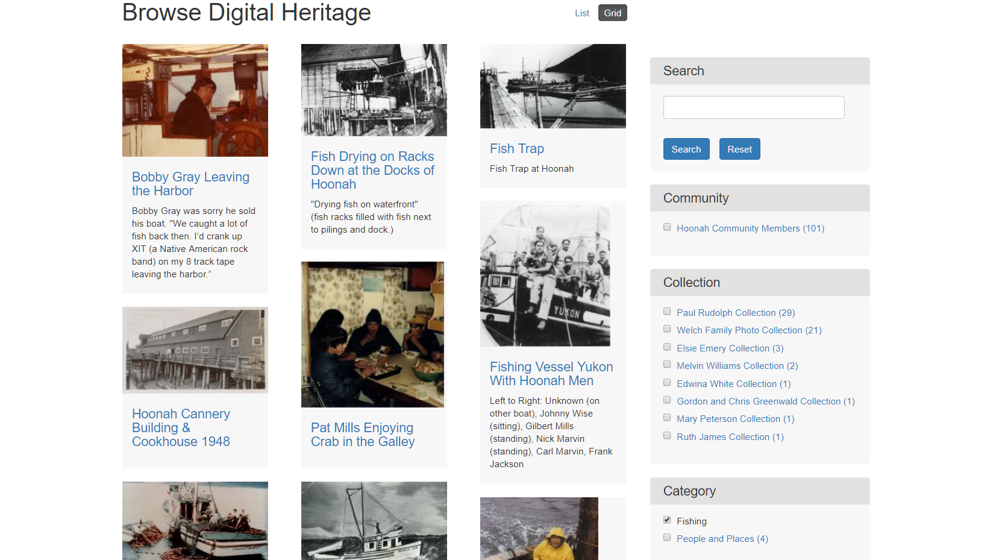 Browse Digital Heritage
List
Grid
Bobby Gray Leaving
the Harbor
Bobby Gray was sorry he sold
his boat. "We caught a lot of
fish back then. I’d crank up
XIT (a Native American rock
band) on my 8 track tape
leaving the harbor.”
Hoonah Cannery
Building &
Cookhouse 1948
Fish Drying on Racks
Down at the Docks of
Hoonah
"Drying fish on waterfront"
(fish racks filled with fish next
to pilings and dock.)
Pat Mills Enjoying
Crab in the Galley
Fish Trap
Fish Trap at Hoonah
YUKON
Fishing Vessel Yukon
With Hoonah Men
Left to Right: Unknown (on
other boat), Johnny Wise
(sitting), Gilbert Mills
(standing), Nick Marvin
(standing), Carl Marvin, Frank
Jackson
Search
Search
Reset
Community
Hoonah Community Members (101)
Collection
Paul Rudolph Collection (29)
Welch Family Photo Collection (21)
Elsie Emery Collection (3)
Melvin Williams Collection (2)
Edwina White Collection (1)
Gordon and Chris Greenwald Collection (1)
Mary Peterson Collection (1)
Ruth James Collection (1)
Category
Fishing
People and Places (4)